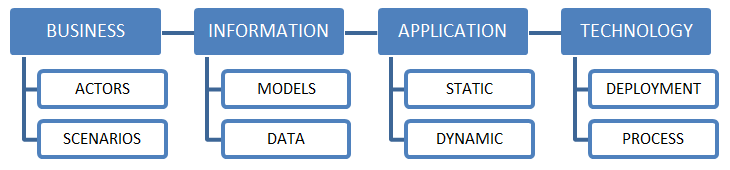 BUSINESS
INFORMATION
APPLICATION
TECHNOLOGY
ACTORS
MODELS
STATIC
DEPLOYMENT
SCENARIOS
DATA
DYNAMIC
PROCESS